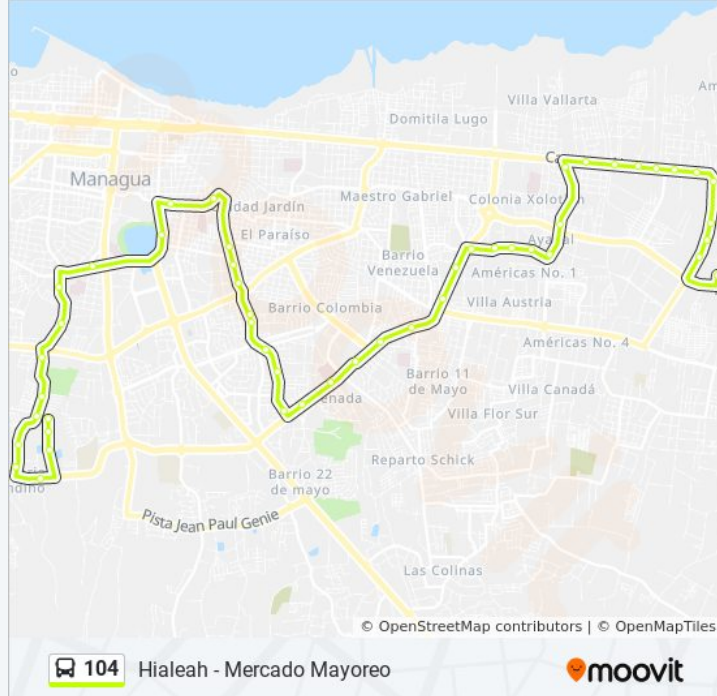 Villa Vallarta
Domitila Lugo
Managua
Maestro Gabriel
Colonia Xolotlán
dad Jardín
El Paraíso
Barrio
Venezuela
Américas No. 1
Villa Austria
Barrio Colombia
Américas No. 4
Barrio 11
de Mayo
Villa Canadá
enada
Villa Flor Sur
Reparto Schick
Barrio 22
de mayo
ndino
Pista Jean Paul Genie
Las Colinas
© OpenStreetMap contributors | © OpenMapTiles
104 Hialeah - Mercado Mayoreo
moovit